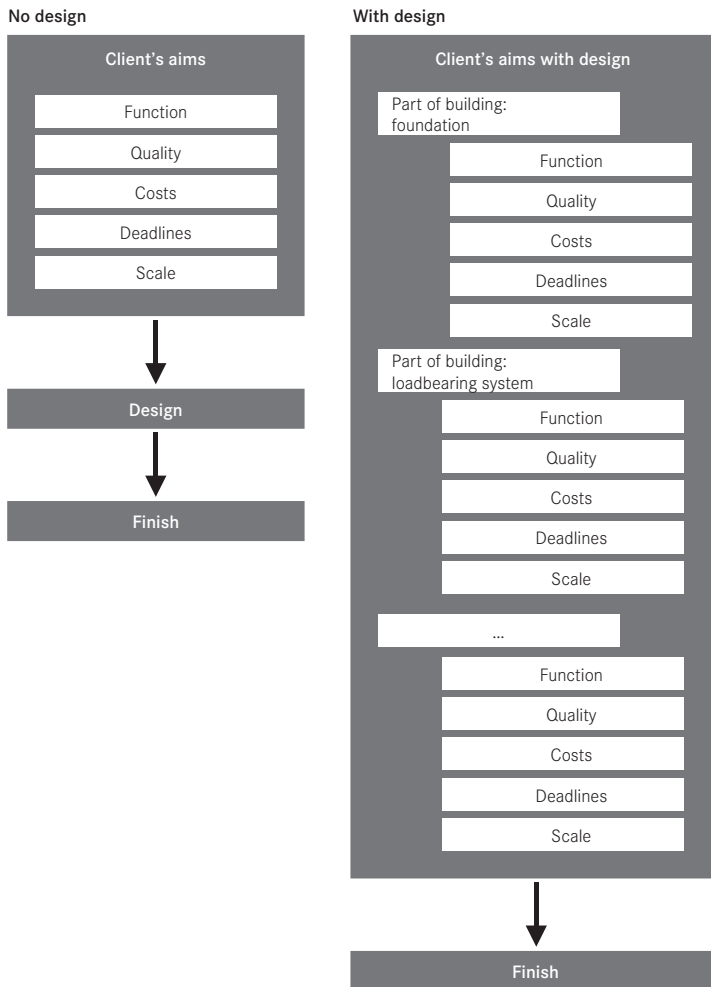 No design
Client's aims
Function
Quality
Costs
Deadlines
Scale
Design
Finish
With design
Client's aims with design
Part of building:
foundation
Function
Quality
Costs
Deadlines
Scale
Part of building:
loadbearing system
Function
Quality
Costs
Deadlines
Scale
...
Function
Quality
Costs
Deadlines
Scale
Finish